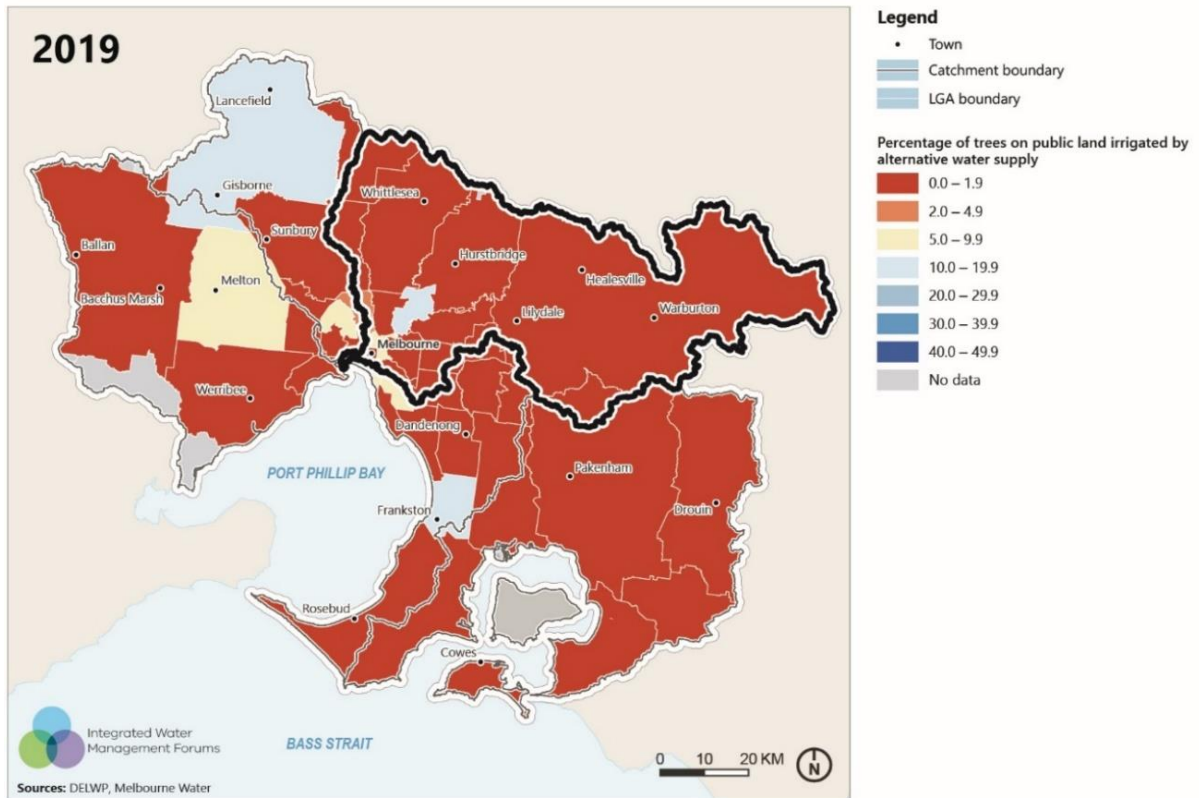 2019
Lancefield
Gisborne
Whittlesea
Sunbury
Ballan
Hurstbridge
Healesville
Melton
Bacchus Marsh
Lilydale
Warburton
Melbourne
Werribee
Dandenong
PORT PHILLIP BAY
Pakenham
Frankston
Drouin
Rosebud
Cowes
Integrated Water
Management Forums
BASS STRAIT
0 10 20 KM
N
Sources: DELWP, Melbourne Water
Legend
Town
Catchment boundary
LGA boundary
Percentage of trees on public land irrigated by
alternative water supply
0.0 – 1.9
2.0 – 4.9
5.0 – 9.9
10.0 – 19.9
20.0 – 29.9
30.0 – 39.9
40.0 – 49.9
No data